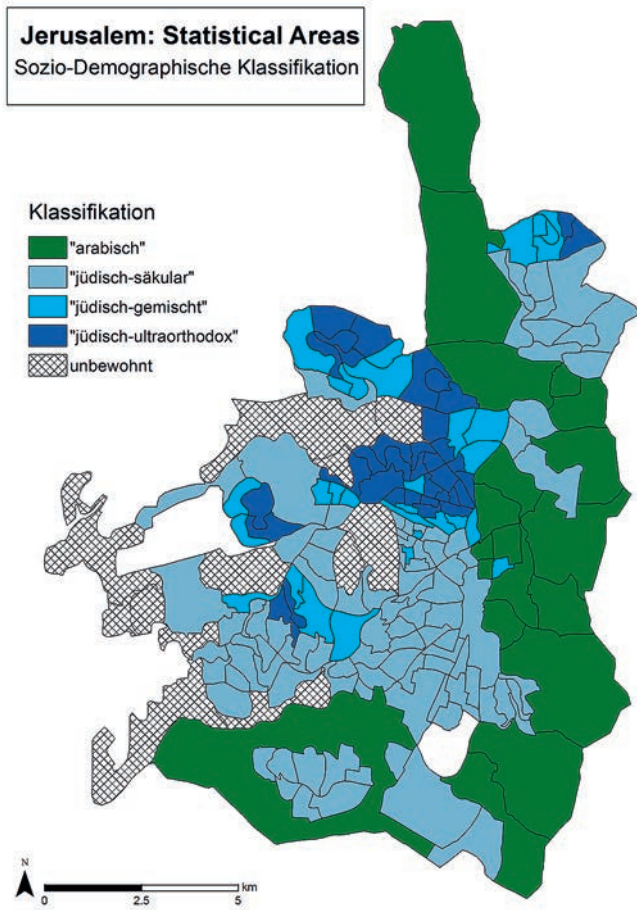 Jerusalem: Statistical Areas
Sozio-Demographische Klassifikation
Klassifikation
"arabisch"
"jüdisch-säkular"
"jüdisch-gemischt"
"jüdisch-ultraorthodox"
unbewohnt
N
km
0 2.5 5